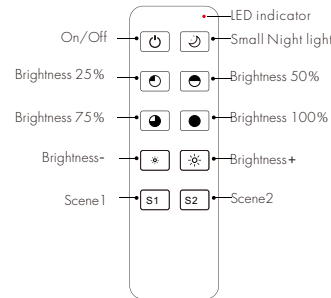 LED indicator
On/Off
Small Night light
Brightness 25%
Brightness 50%
Brightness 75%
Brightness 100%
Brightness-
Brightness+
Scene1
S1
S2
Scene2